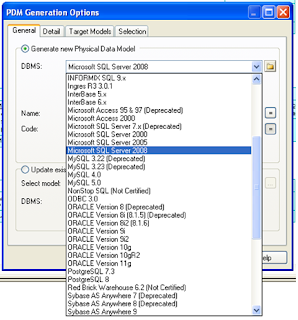 PDM Generation Options
General Detail Target Models Selection
Generate new Physical Data Model
DBMS: Microsoft SQL Server 2008
INFORMIX SQL 9.x
Ingres R3 3.0.1
InterBase 5.x
InterBase 6.x
Microsoft Access 95 & 97 (Deprecated)
Microsoft Access 2000
Name: Microsoft SQL Server 7.x (Deprecated)
Microsoft SQL Server 2000
Code: Microsoft SQL Server 2005
Microsoft SQL Server 2008
MySQL 3.22 (Deprecated)
Update exis MySQL 3.23 (Deprecated)
Select model: MySQL 4.0
MySQL 5.0
NonStop SQL (Not Certified)
DBMS: ODBC 3.0
ORACLE Version 8 (Deprecated)
ORACLE Version 8i (8.1.5) (Deprecated)
ORACLE Version 8i2 (8.1.6)
ORACLE Version 9i
ORACLE Version 9i2
ORACLE Version 10g
ORACLE Version 10gR2
ORACLE Version 11g
PostgreSQL 7.3
PostgreSQL 8
Red Brick Warehouse 6.2 (Not Certified)
Sybase AS Anywhere 7 (Deprecated)
Sybase AS Anywhere 8 (Deprecated)
Sybase AS Anywhere 9